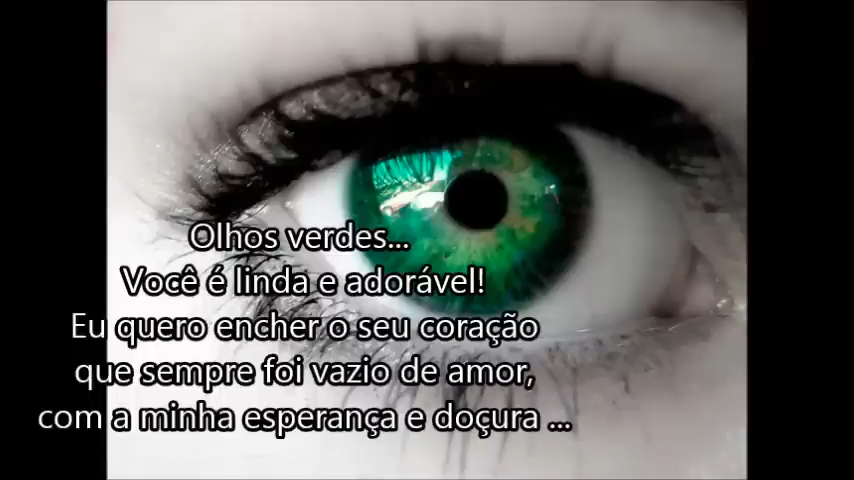 Olhos verdes...
Você é linda e adorável!
Eu quero encher o seu coração
que sempre foi vazio de amor,
com a minha esperança e doçura ...